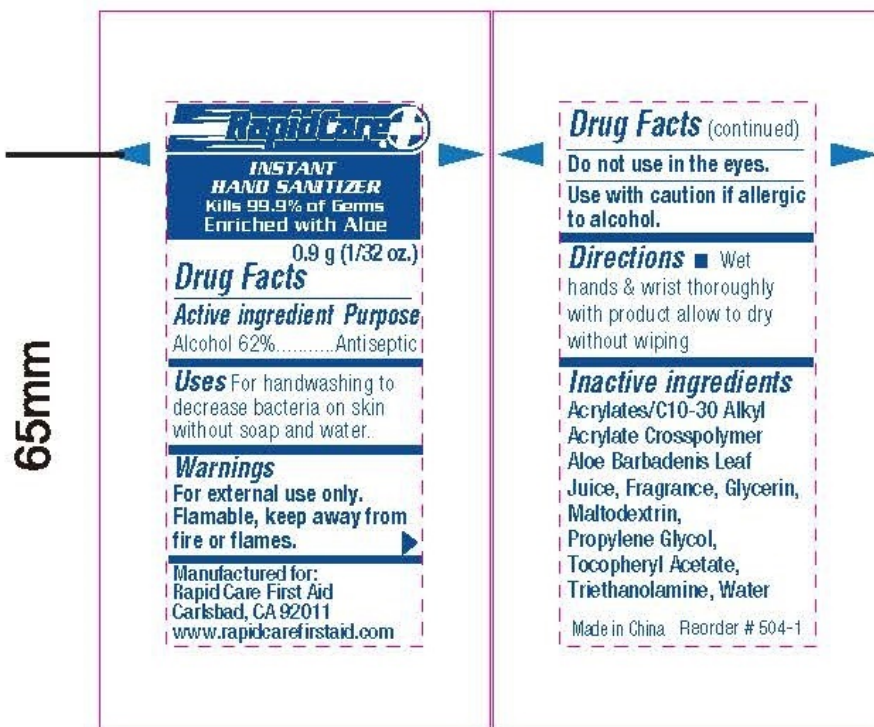 65mm
RapidCare
INSTANT
HAND SANITIZER
Kills 99.9% of Germs
Enriched with Aloe
0.9 g (1/32 oz.)
Drug Facts
Active ingredient Purpose
Alcohol 62%...........Antiseptic
Uses For handwashing to
decrease bacteria on skin
without soap and water.
Warnings
For external use only.
Flamable, keep away from
fire or flames.
Manufactured for:
Rapid Care First Aid
Carlsbad, CA 92011
www.rapidcarefirstaid.com
Drug Facts (continued)
Do not use in the eyes.
Use with caution if allergic
to alcohol.
Directions ■ Wet
hands & wrist thoroughly
with product allow to dry
without wiping
Inactive ingredients
Acrylates/C10-30 Alkyl
Acrylate Crosspolymer
Aloe Barbadenis Leaf
Juice, Fragrance, Glycerin,
Maltodextrin,
Propylene Glycol,
Tocopheryl Acetate,
Triethanolamine, Water
Made in China Reorder # 504-1